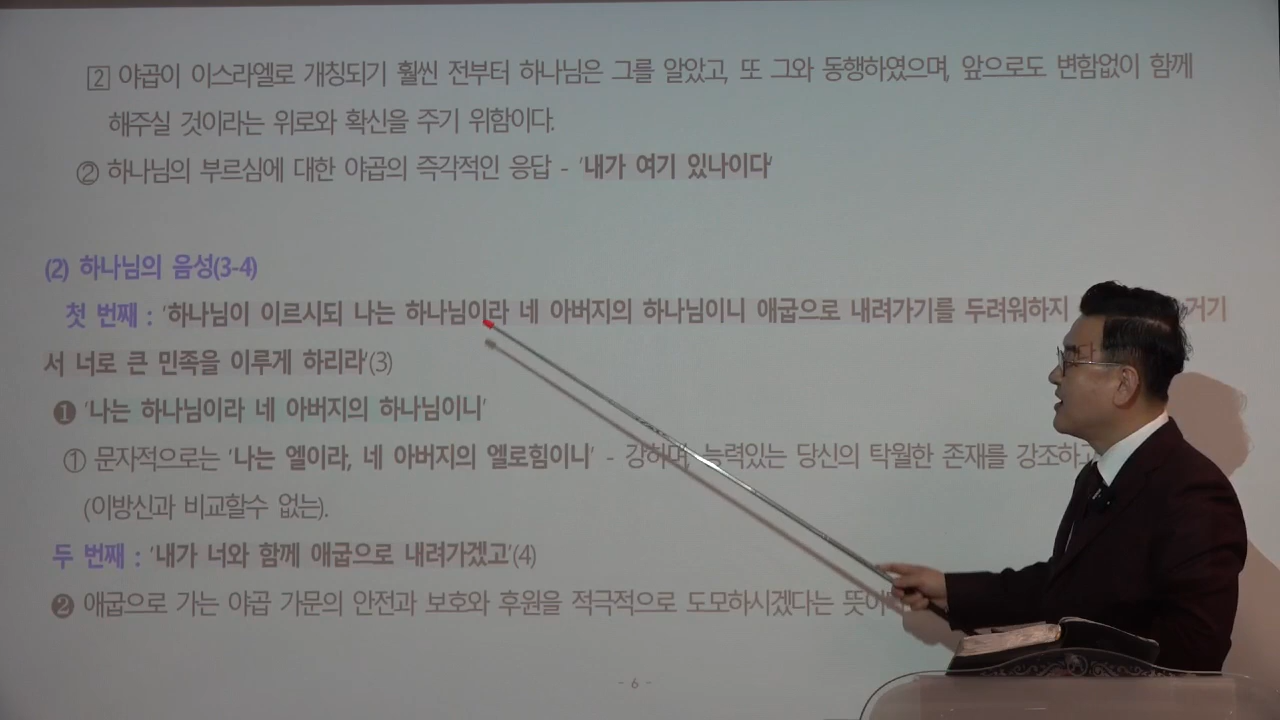 2 야곱이 이스라엘로 개칭되기 훨씬 전부터 하나님은 그를 알았고, 또 그와 동행하였으며, 앞으로도 변함없이 함께
해주실 것이라는 위로와 확신을 주기 위함이다.
② 하나님의 부르심에 대한 야곱의 즉각적인 응답 - '내가 여기 있나이다'
(2) 하나님의 음성(3-4)
첫 번째 : '하나님이 이르시되 나는 하나님이라 네 아버지의 하나님이니 애굽으로 내려가기를 두려워하지 거기
서 너로 큰 민족을 이루게 하리라'(3)
❶ '나는 하나님이라 네 아버지의 하나님이니'
① 문자적으로는 '나는 엘이라, 네 아버지의 엘로힘이니' - 강하며, 능력있는 당신의 탁월한 존재를 강조하
(이방신과 비교할수 없는).
두 번째 : '내가 너와 함께 애굽으로 내려가겠고'(4)
❷ 애굽으로 가는 야곱 가문의 안전과 보호와 후원을 적극적으로 도모하시겠다는
- 6 -